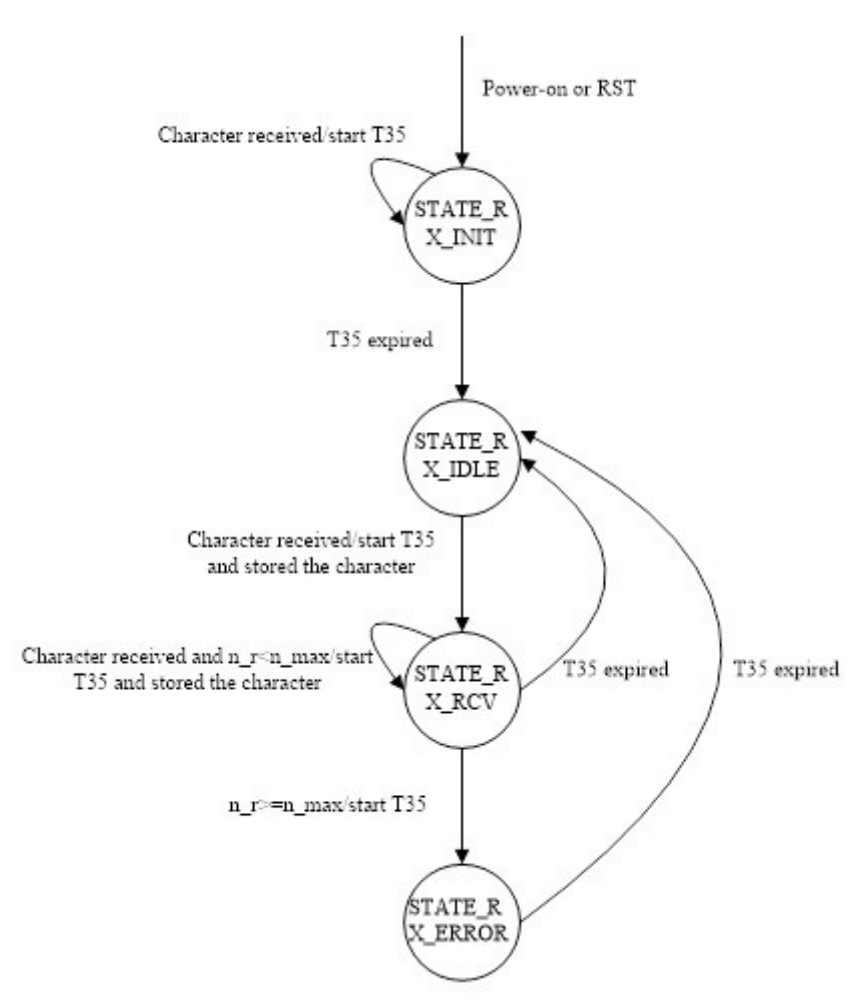 Power-on or RST
Character received/start T35
STATE_R
X_INIT
T35 expired
STATE_R
X_IDLE
Character received/start T35
and stored the character
Character received and n_r<n_max/start
T35 and stored the character
STATE_R
X_RCV
T35 expired
T35 expired
n_r>=n_max/start T35
STATE_R
X_ERROR